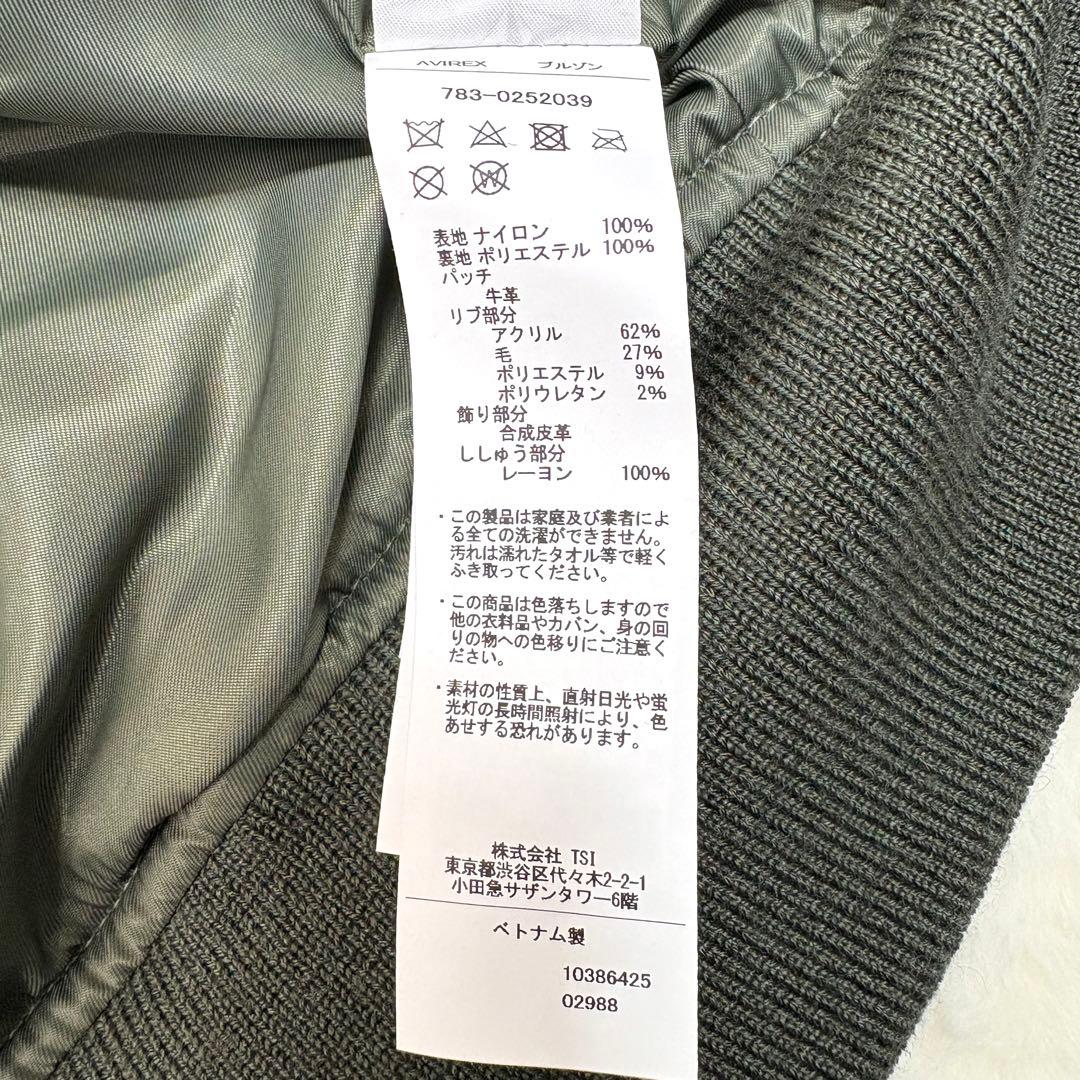 AVIREX ブルゾン
783-0252039
W
表地 ナイロン 100%
裏地 ポリエステル 100%
パッチ
牛革
リブ部分
アクリル 62%
毛 27%
ポリエステル 9%
ポリウレタン 2%
飾り部分
合成皮革
ししゅう部分
レーヨン 100%
・この製品は家庭及び業者によ
る全ての洗濯ができません。
汚れは濡れたタオル等で軽く
ふき取ってください。
・この商品は色落ちしますので
他の衣料品やカバン、身の回
りの物への色移りにご注意く
ださい。
・素材の性質上、直射日光や蛍
光灯の長時間照射により、色
あせする恐れがあります。
株式会社 TSI
東京都渋谷区代々木2-2-1
小田急サザンタワー6階
ベトナム製
10386425
02988